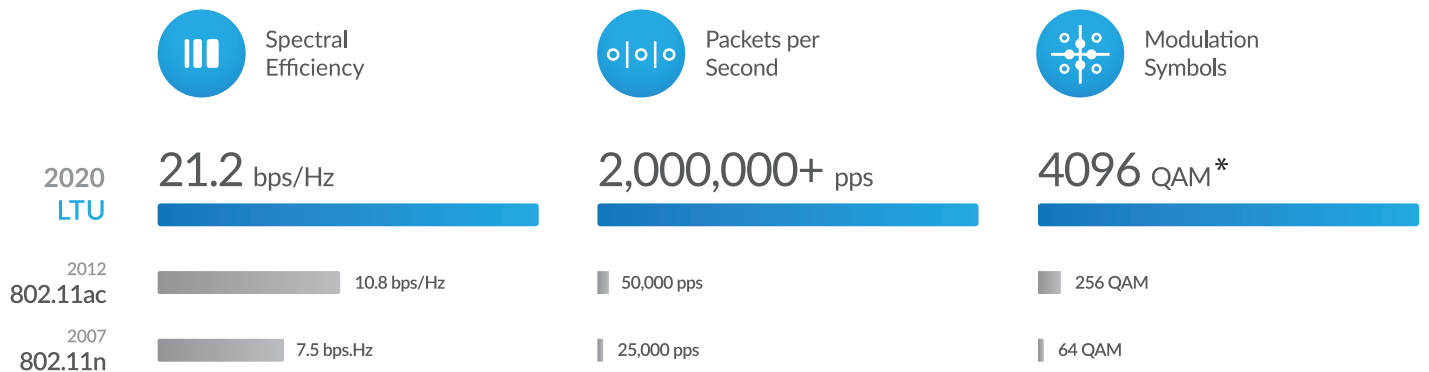 Spectral
Efficiency
Packets per
Second
Modulation
Symbols
2020
LTU
21.2 bps/Hz
2,000,000+ pps
4096 QAM*
2012
802.11ac
10.8 bps/Hz
50,000 pps
256 QAM
2007
802.11n
7.5 bps.Hz
25,000 pps
64 QAM